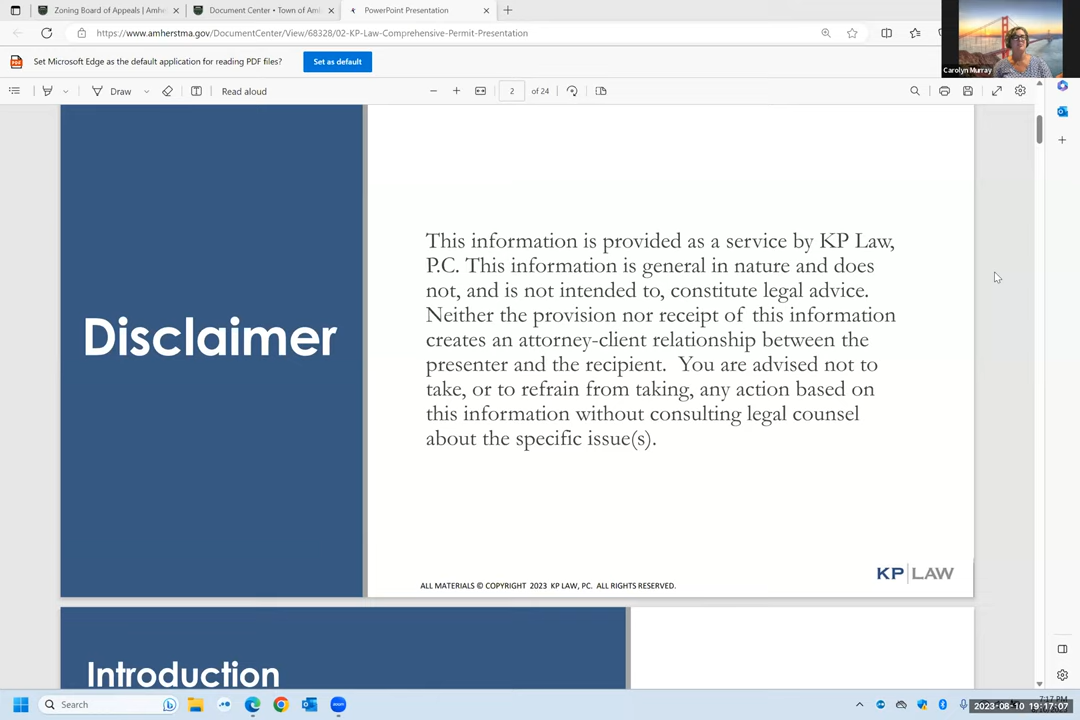 Zoning Board of Appeals | Amhe
Document Center • Town of Am
PowerPoint Presentation
https://www.amherstma.gov/DocumentCenter/View/68328/02-KP-Law-Comprehensive-Permit-Presentation
Carolyn Murray
Set Microsoft Edge as the default application for reading PDF files?
Set as default
Draw
Read aloud
2
of 24
Disclaimer
This information is provided as a service by KP Law,
P.C. This information is general in nature and does
not, and is not intended to, constitute legal advice.
Neither the provision nor receipt of this information
creates an attorney-client relationship between the
presenter and the recipient. You are advised not to
take, or to refrain from taking, any action based on
this information without consulting legal counsel
about the specific issue(s).
ALL MATERIALS © COPYRIGHT 2023 KP LAW, PC. ALL RIGHTS RESERVED.
KP | LAW
Introduction
Search
7:17 PM
2023-08-10 19:17:07